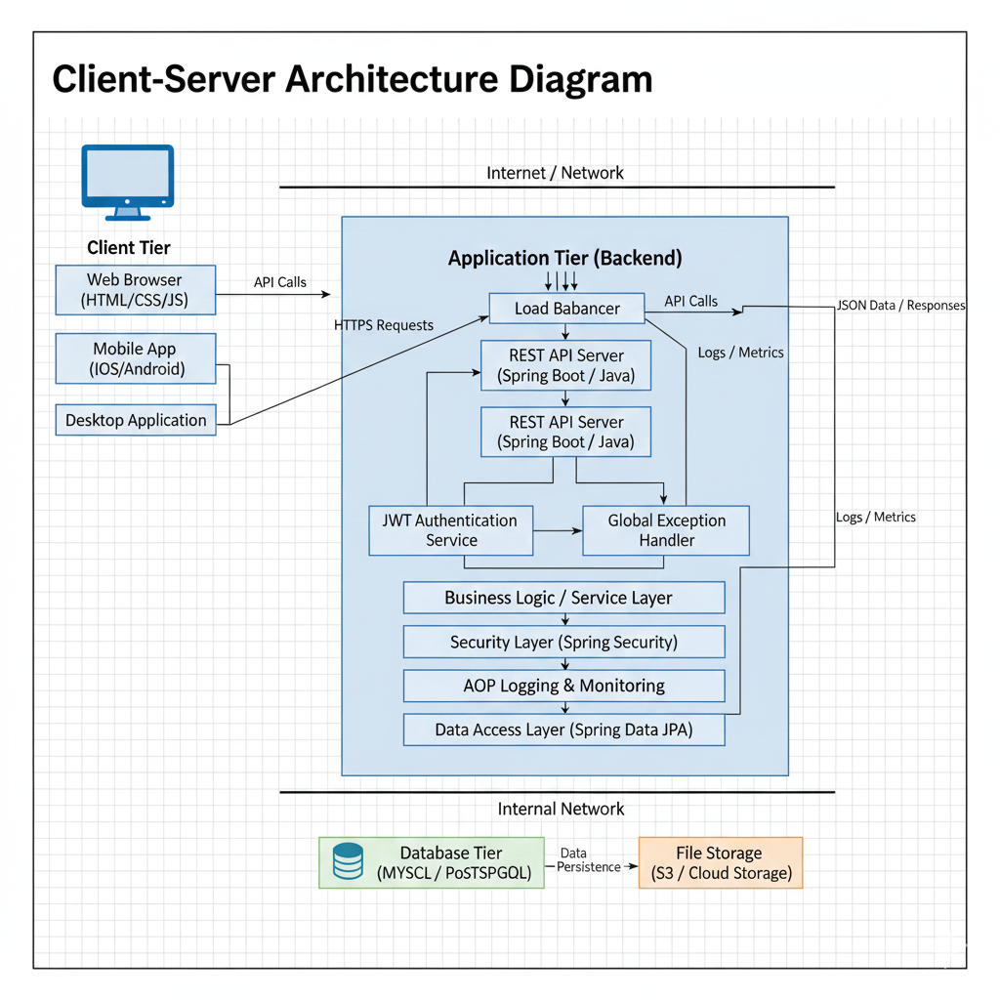 Client-Server Architecture Diagram
Internet / Network
Client Tier
Web Browser
(HTML/CSS/JS)
API Calls
Mobile App
(IOS/Android)
Desktop Application
HTTPS Requests
Application Tier (Backend)
Load Babancer
API Calls
JSON Data / Responses
Logs / Metrics
REST API Server
(Spring Boot / Java)
REST API Server
(Spring Boot / Java)
JWT Authentication
Service
Global Exception
Handler
Logs / Metrics
Business Logic / Service Layer
Security Layer (Spring Security)
AOP Logging & Monitoring
Data Access Layer (Spring Data JPA)
Internal Network
Database Tier
(MYSCL / PoSTSPGQL)
Data
Persistence
File Storage
(S3 / Cloud Storage)